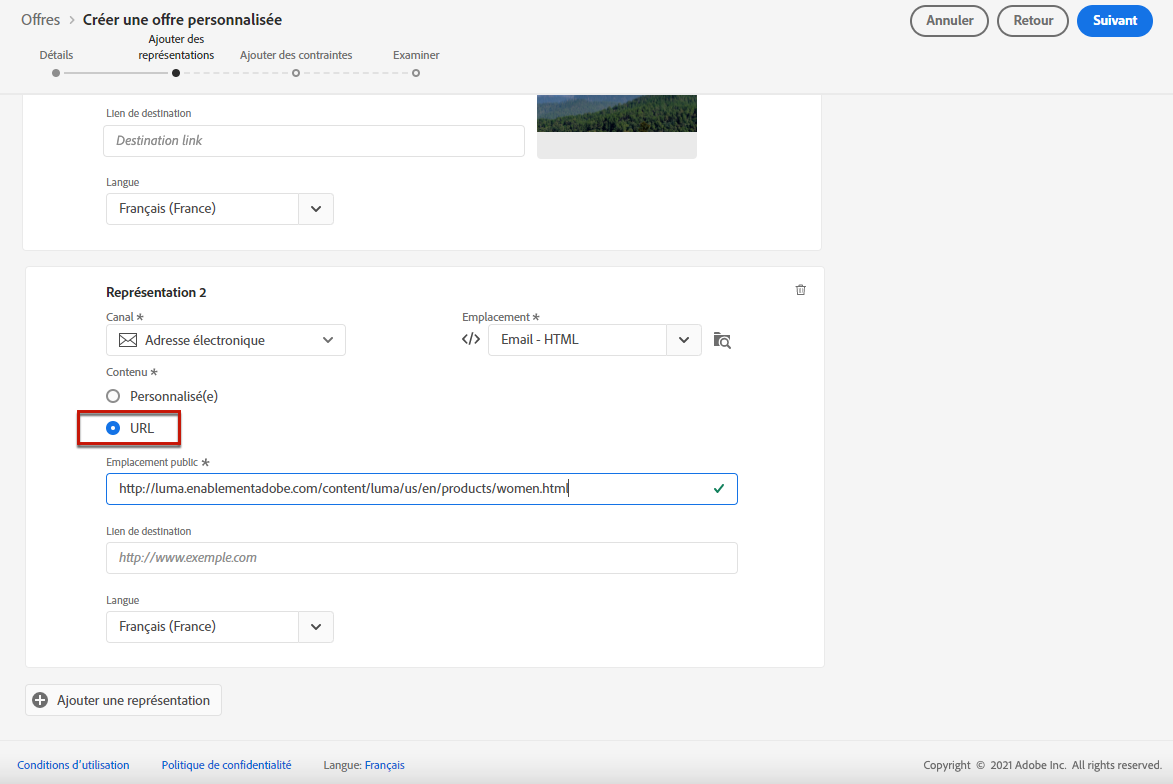 Offres > Créer une offre personnalisée
Annuler
Retour
Suivant
Détails
Ajouter des
représentations
Ajouter des contraintes
Examiner
Lien de destination
Destination link
Langue
Français (France)
Représentation 2
Canal *
Emplacement *
Adresse électronique
</> Email - HTML
Contenu *
Personnalisé(e)
URL
Emplacement public *
http://luma.enablementadobe.com/content/luma/us/en/products/women.html
Lien de destination
http://www.exemple.com
Langue
Français (France)
Ajouter une représentation
Conditions d'utilisation
Politique de confidentialité
Langue: Français
Copyright © 2021 Adobe Inc. All rights reserved.